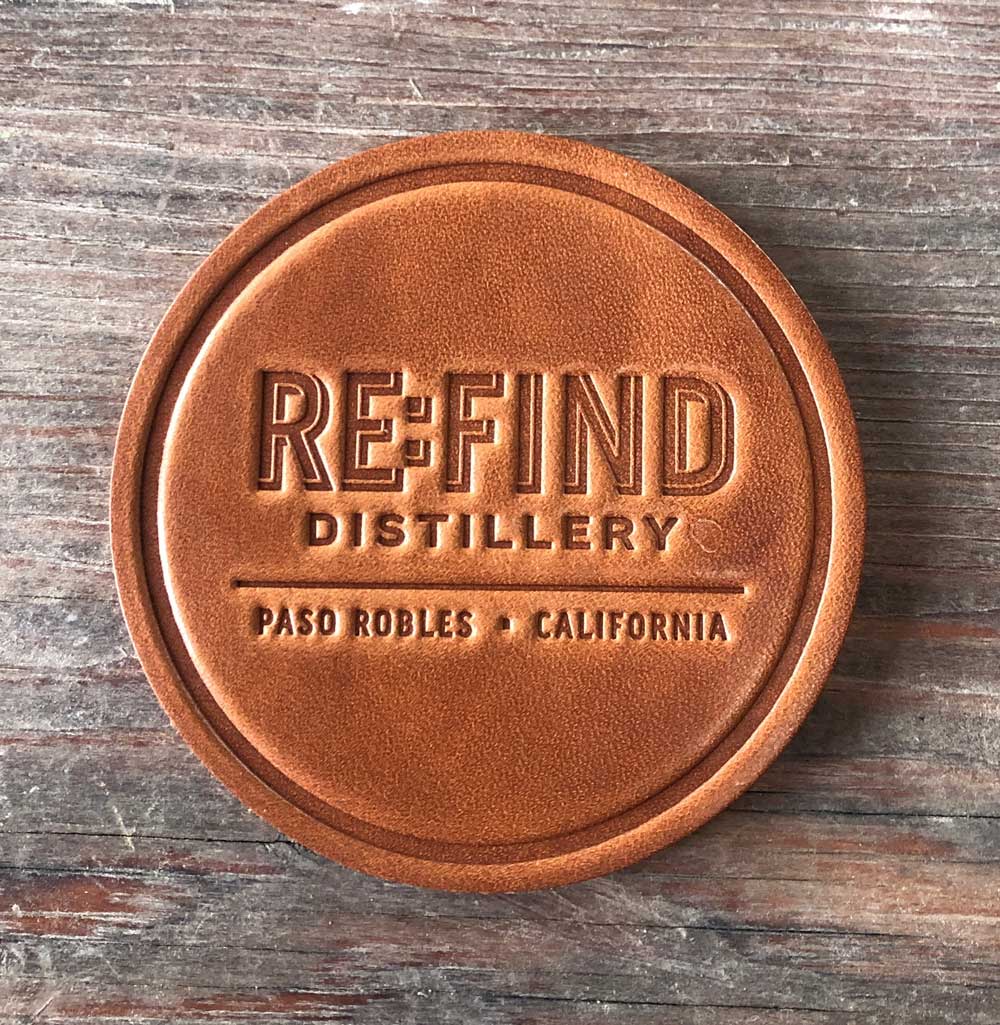 RE:FIND
DISTILLERY
PASO ROBLES ▪ CALIFORNIA